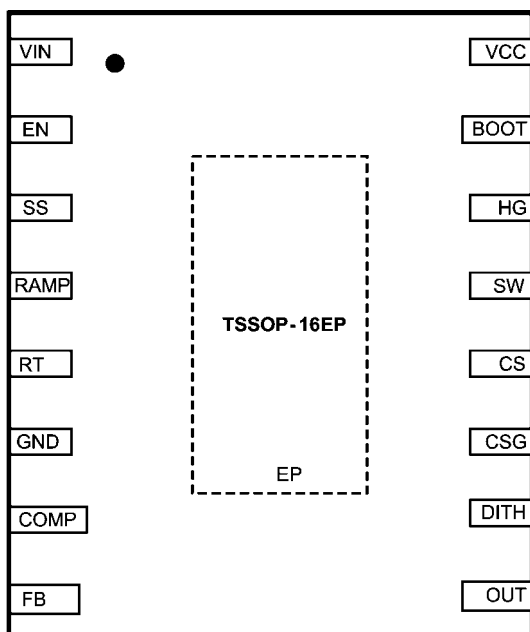 VIN
VCC
EN
BOOT
SS
HG
RAMP
SW
TSSOP-16EP
RT
CS
GND
CSG
EP
COMP
DITH
FB
OUT